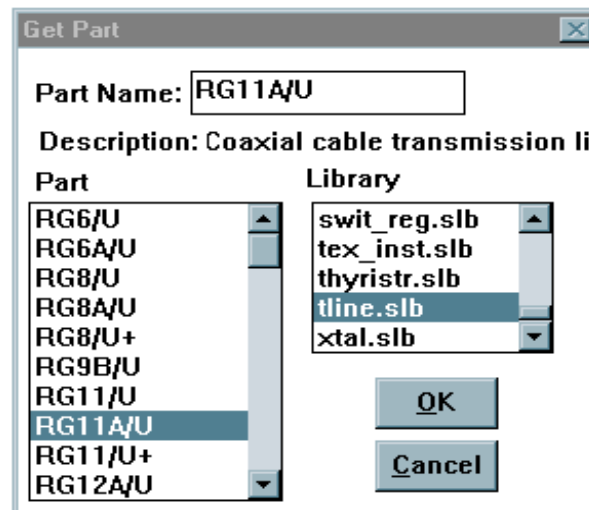 Get Part
Part Name: RG11A/U
Description: Coaxial cable transmission li
Part
RG6/U
RG6A/U
RG8/U
RG8A/U
RG8/U+
RG9B/U
RG11/U
RG11A/U
RG11/U+
RG12A/U
Library
swit_reg.slb
tex_inst.slb
thyristr.slb
tline.slb
xtal.slb
OK
Cancel